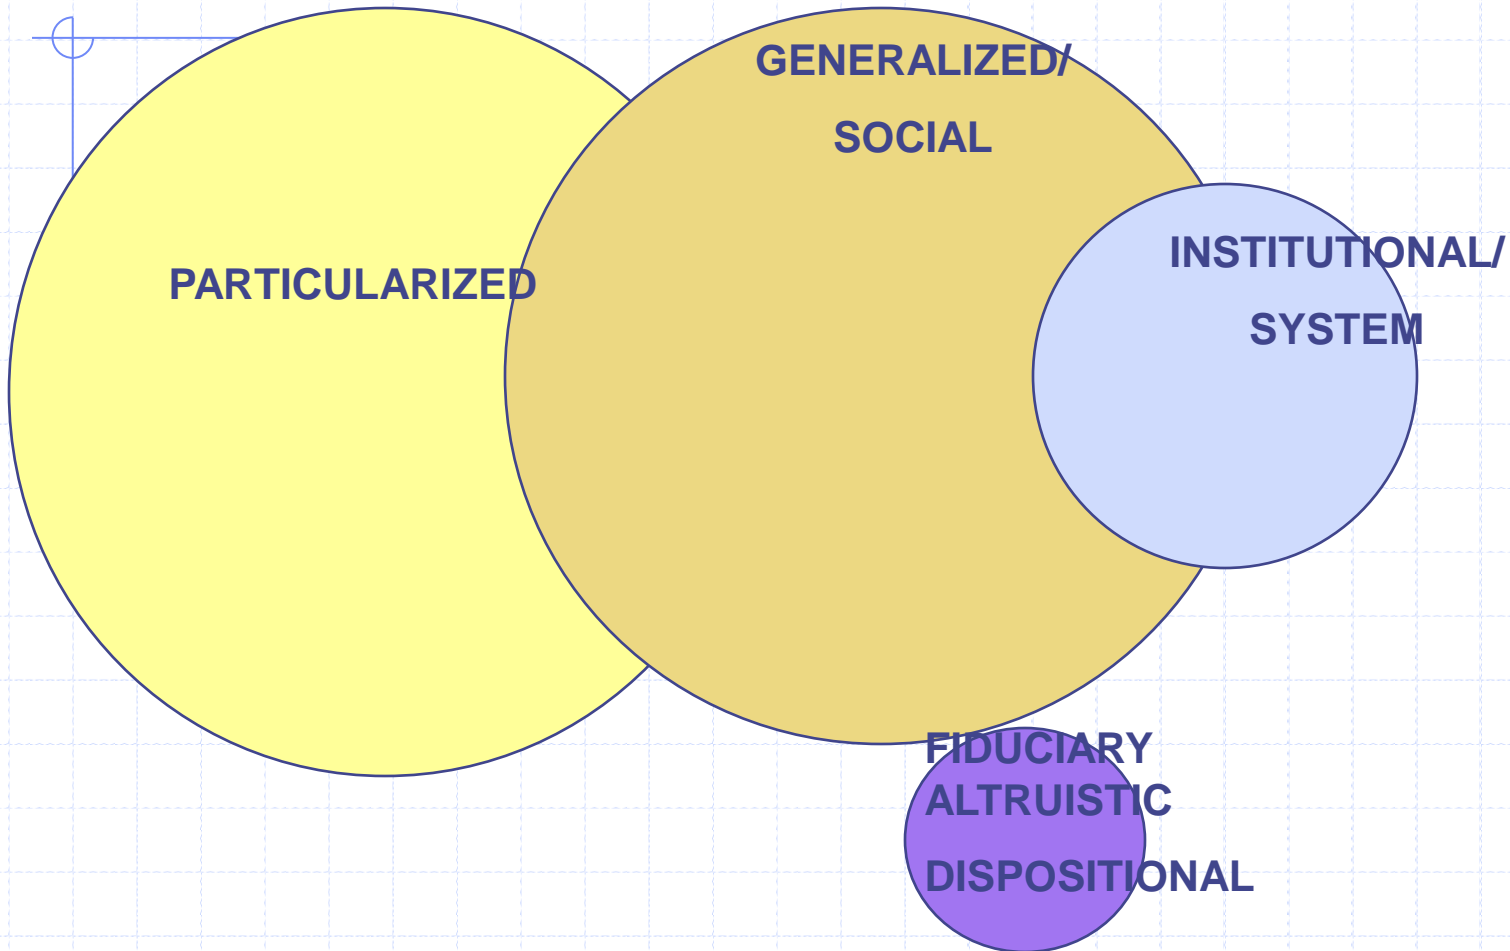 PARTICULARIZED
GENERALIZED/
SOCIAL
INSTITUTIONAL/
SYSTEM
FIDUCIARY
ALTRUISTIC
DISPOSITIONAL